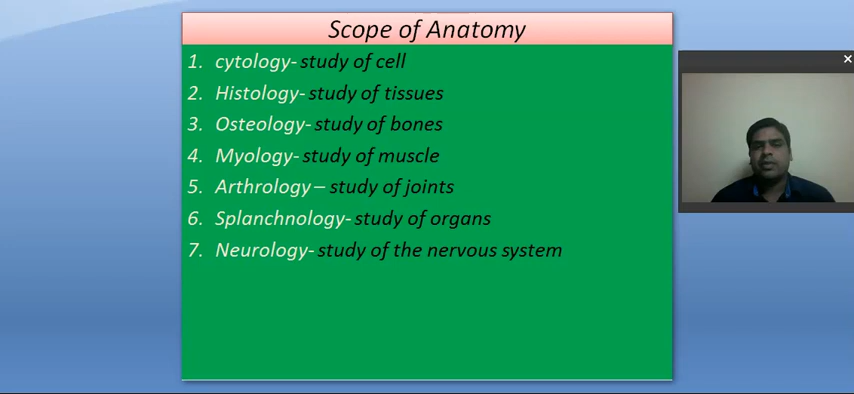 Scope of Anatomy
1. cytology- study of cell
2. Histology- study of tissues
3. Osteology- study of bones
4. Myology- study of muscle
5. Arthrology – study of joints
6. Splanchnology- study of organs
7. Neurology- study of the nervous system